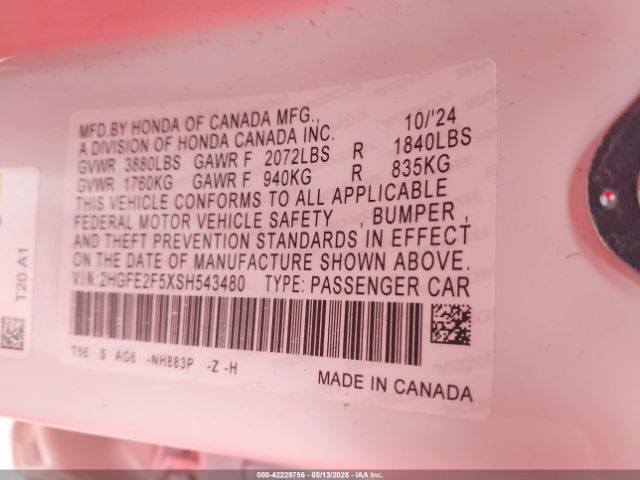 MFD.BY HONDA OF CANADA MFG., 10/'24
A DIVISION OF HONDA CANADA INC.
GVWR 3880LBS GAWR F 2072LBS R 1840LBS
GVWR 1760KG GAWR F 940KG R 835KG
THIS VEHICLE CONFORMS TO ALL APPLICABLE
FEDERAL MOTOR VEHICLE SAFETY , BUMPER ,
AND THEFT PREVENTION STANDARDS IN EFFECT
ON THE DATE OF MANUFACTURE SHOWN ABOVE.
VIN:2HGFE2F5XSH543480 TYPE: PASSENGER CAR
T56 S AG6 -NH883P -Z -H
MADE IN CANADA
T20 A1
000-42229756 - 05/13/2025 - IAA Inc.